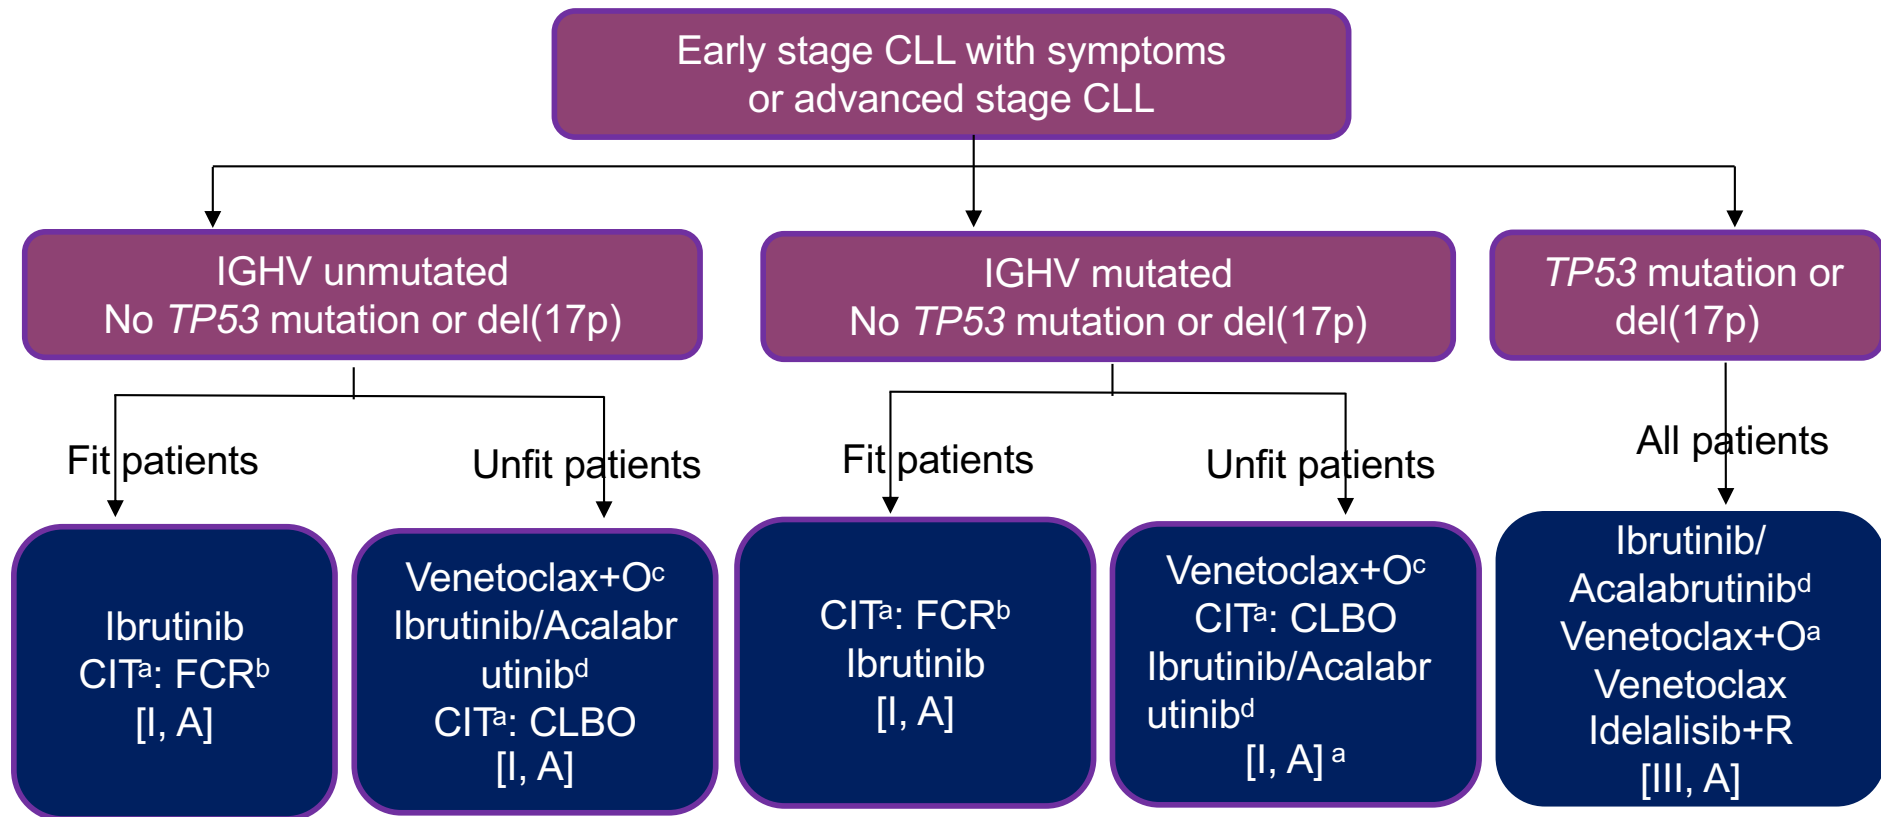 Early stage CLL with symptoms
or advanced stage CLL
IGHV unmutated
No TP53 mutation or del(17p)
IGHV mutated
No TP53 mutation or del(17p)
TP53 mutation or
del(17p)
Fit patients
Unfit patients
Fit patients
Unfit patients
All patients
Ibrutinib
CITᵃ: FCRᵇ
[I, A]
Venetoclax+Oᶜ
Ibrutinib/Acalabr
utinibᵈ
CITᵃ: CLBO
[I, A]
CITᵃ: FCRᵇ
Ibrutinib
[I, A]
Venetoclax+Oᶜ
CITᵃ: CLBO
Ibrutinib/Acalabr
utinibᵈ
[I, A] ᵃ
Ibrutinib/
Acalabrutinibᵈ
Venetoclax+Oᵃ
Venetoclax
Idelalisib+R
[III, A]